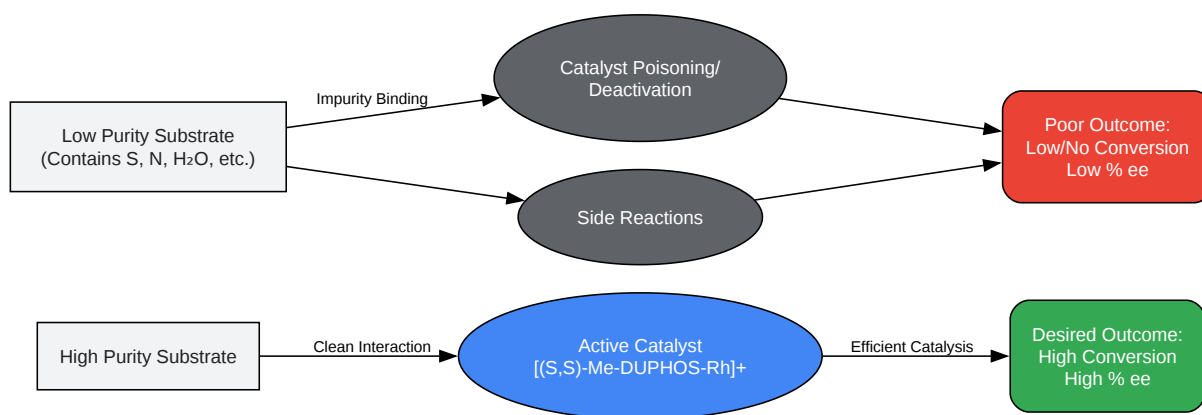 Low Purity Substrate
(Contains S, N, H₂O, etc.)
Impurity Binding
Catalyst Poisoning/
Deactivation
Side Reactions
Poor Outcome:
Low/No Conversion
Low % ee
High Purity Substrate
Clean Interaction
Active Catalyst
[(S,S)-Me-DUPHOS-Rh]+
Efficient Catalysis
Desired Outcome:
High Conversion
High % ee